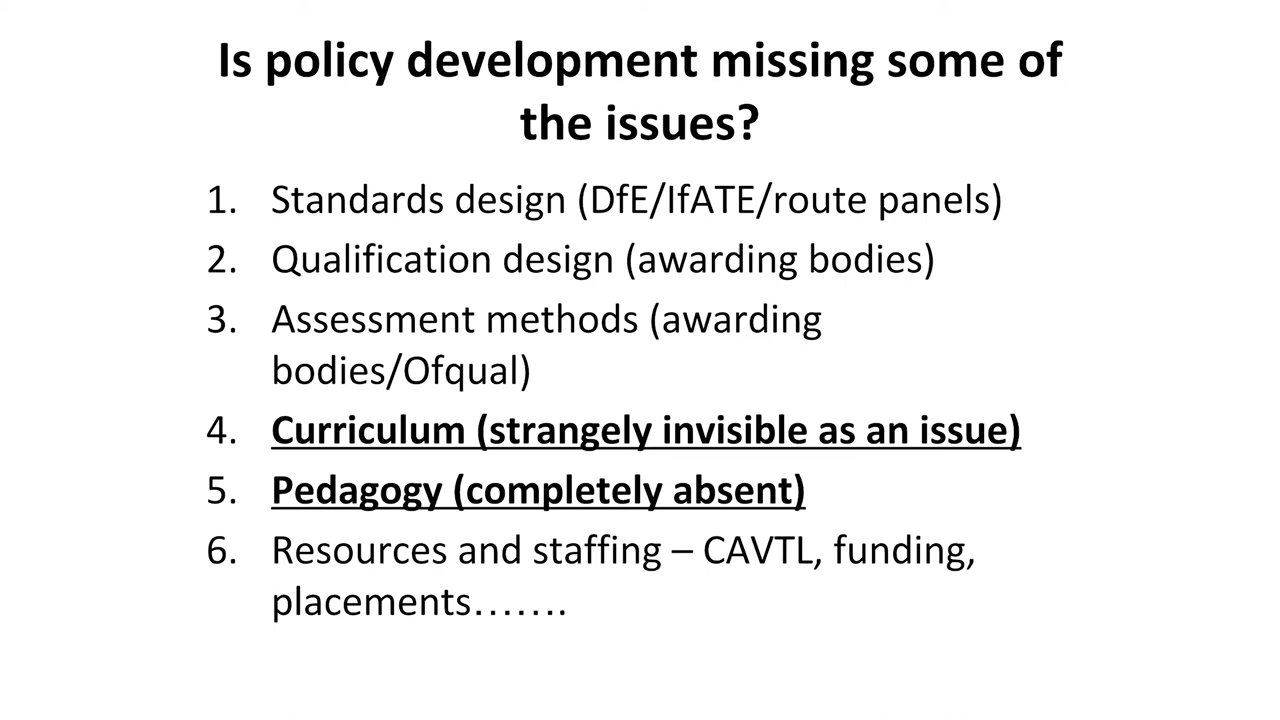 Is policy development missing some of
the issues?
1. Standards design (DfE/IfATE/route panels)
2. Qualification design (awarding bodies)
3. Assessment methods (awarding
bodies/Ofqual)
4. Curriculum (strangely invisible as an issue)
5. Pedagogy (completely absent)
6. Resources and staffing – CAVTL, funding,
placements…….